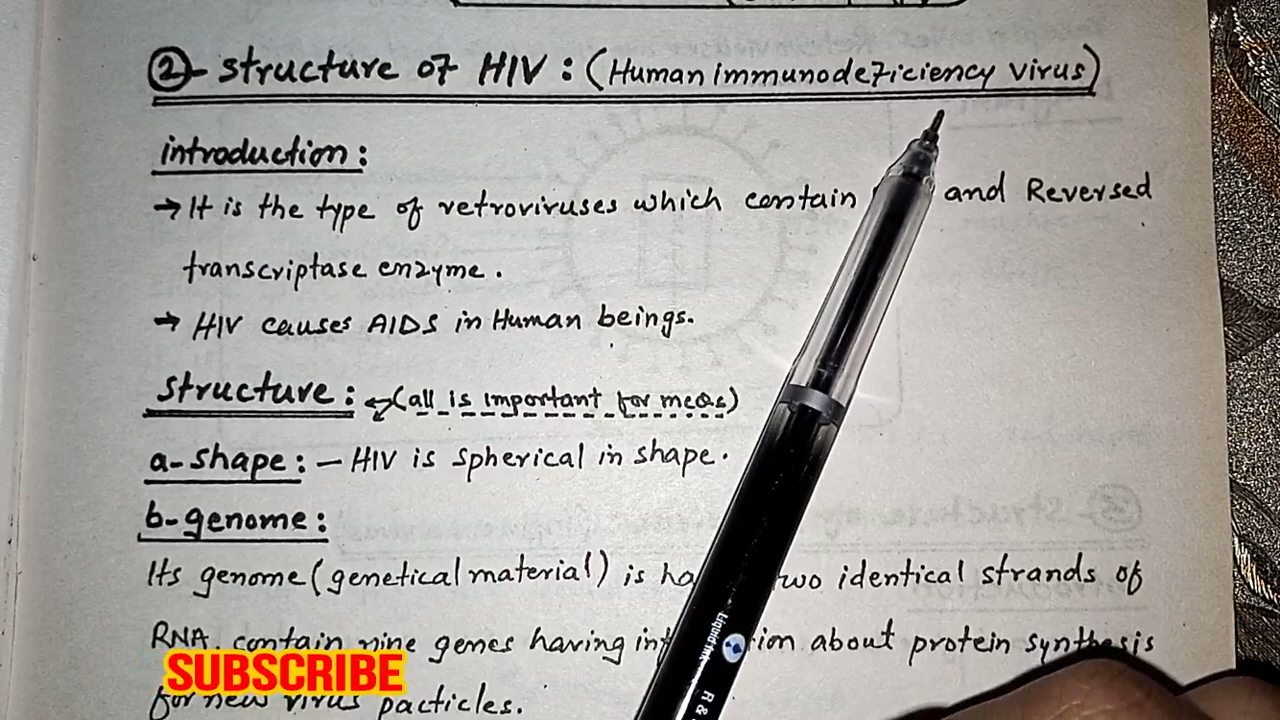 ②- structure of HIV : (Human immunodeficiency virus)
introduction :
→ It is the type of retroviruses which contain and Reversed
transcriptase enzyme .
→ HIV causes AIDS in Human beings.
structure : (all is important for mcqs)
a- shape : – HIV is spherical in shape .
b- genome :
Its genome ( genetical material ) is two identical strands of
RNA. contain nine genes having about protein synthesis
SUBSCRIBE
for new virus pacticles.
Liquid Ink
R &